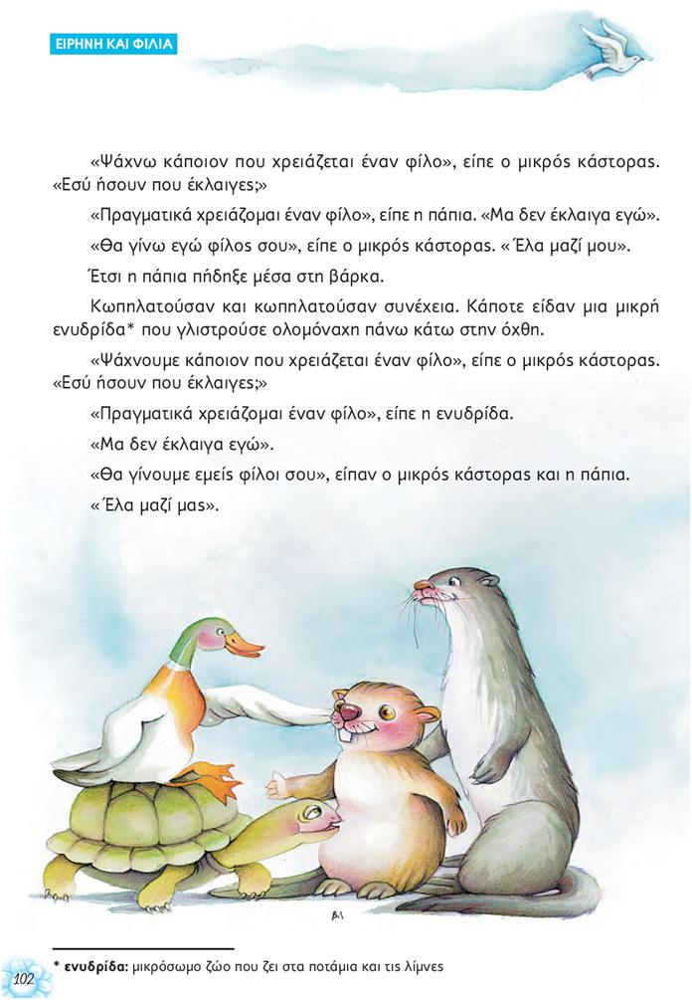 ΕΙΡΗΝΗ ΚΑΙ ΦΙΛΙΑ
«Ψάχνω κάποιον που χρειάζεται έναν φίλο», είπε ο μικρός κάστορας.
«Εσύ ήσουν που έκλαιγες;»
«Πραγματικά χρειάζομαι έναν φίλο», είπε η πάπια. «Μα δεν έκλαιγα εγώ».
«Θα γίνω εγώ φίλος σου», είπε ο μικρός κάστορας. « Έλα μαζί μου».
Έτσι η πάπια πήδηξε μέσα στη βάρκα.
Κωπηλατούσαν και κωπηλατούσαν συνέχεια. Κάποτε είδαν μια μικρή
ενυδρίδα* που γλιστρούσε ολομόναχη πάνω κάτω στην όχθη.
«Ψάχνουμε κάποιον που χρειάζεται έναν φίλο», είπε ο μικρός κάστορας.
«Εσύ ήσουν που έκλαιγες;»
«Πραγματικά χρειάζομαι έναν φίλο», είπε η ενυδρίδα.
«Μα δεν έκλαιγα εγώ».
«Θα γίνουμε εμείς φίλοι σου», είπαν ο μικρός κάστορας και η πάπια.
« Έλα μαζί μας».
βλ
* ενυδρίδα: μικρόσωμο ζώο που ζει στα ποτάμια και τις λίμνες
102